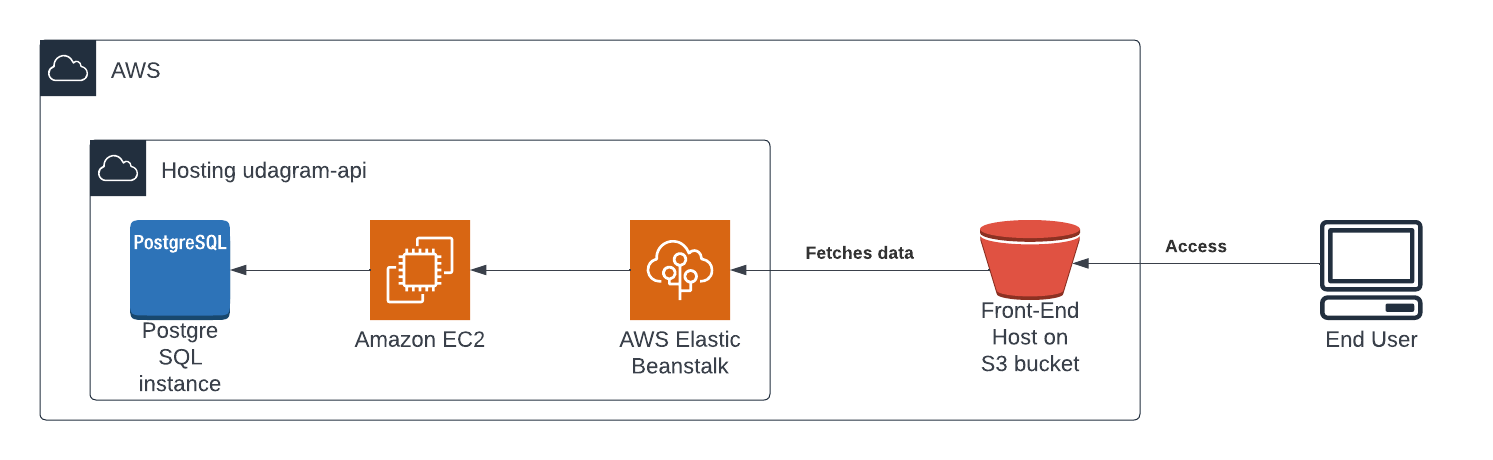 AWS
Hosting udagram-api
PostgreSQL
Postgre
SQL
instance
Amazon EC2
AWS Elastic
Beanstalk
Fetches data
Front-End
Host on
S3 bucket
Access
End User